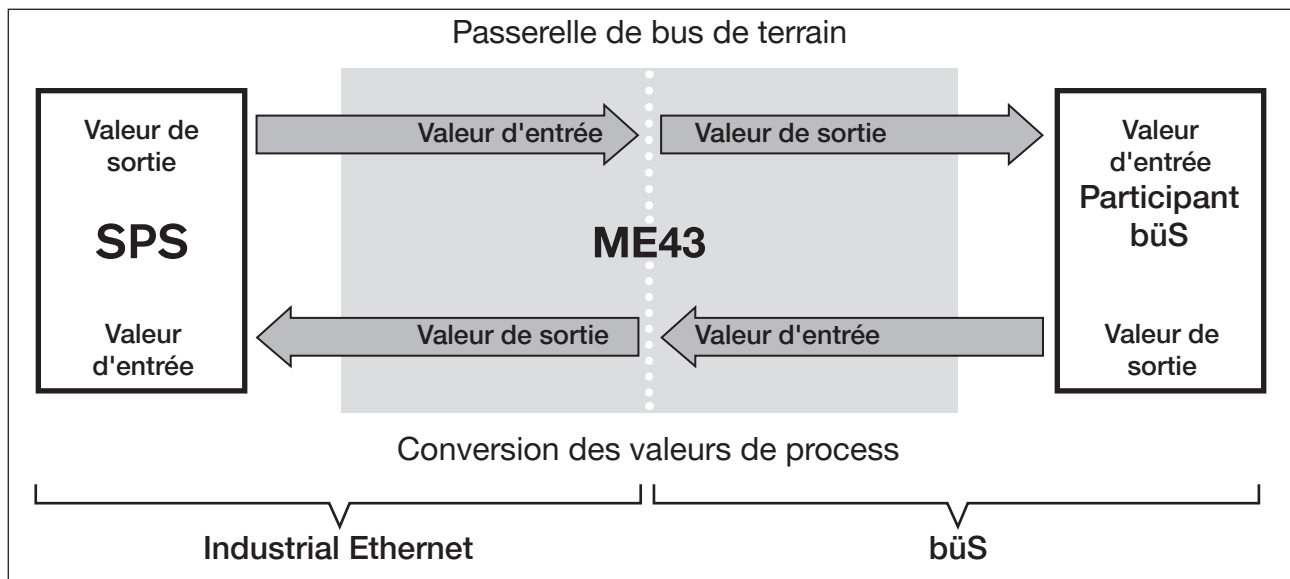 Passerelle de bus de terrain
Valeur de
sortie
SPS
Valeur
d'entrée
Valeur d'entrée
Valeur de sortie
ME43
Valeur de sortie
Valeur d'entrée
Valeur
d'entrée
Participant
büS
Valeur de
sortie
Conversion des valeurs de process
Industrial Ethernet
büS